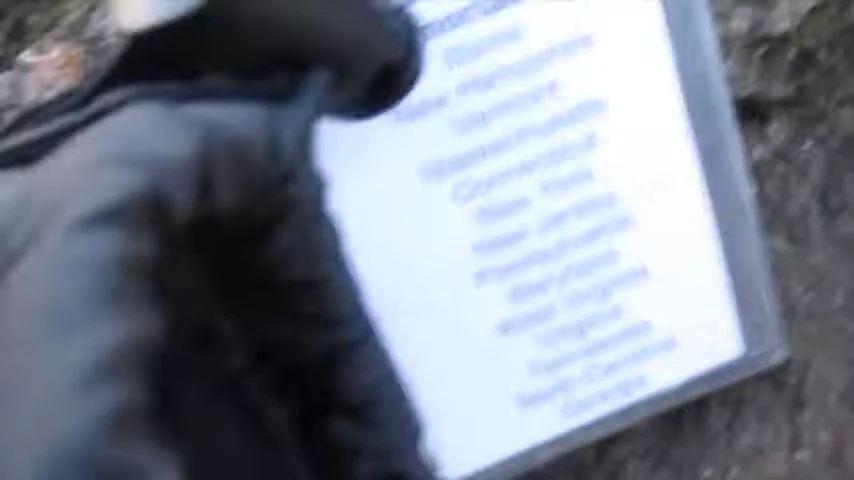 Maine
New Hampshire
Vermont
Massachusetts
Connecticut
New York
New Jersey
Pennsylvania
Maryland
West Virginia
Virginia
Tennessee
North Carolina
Georgia